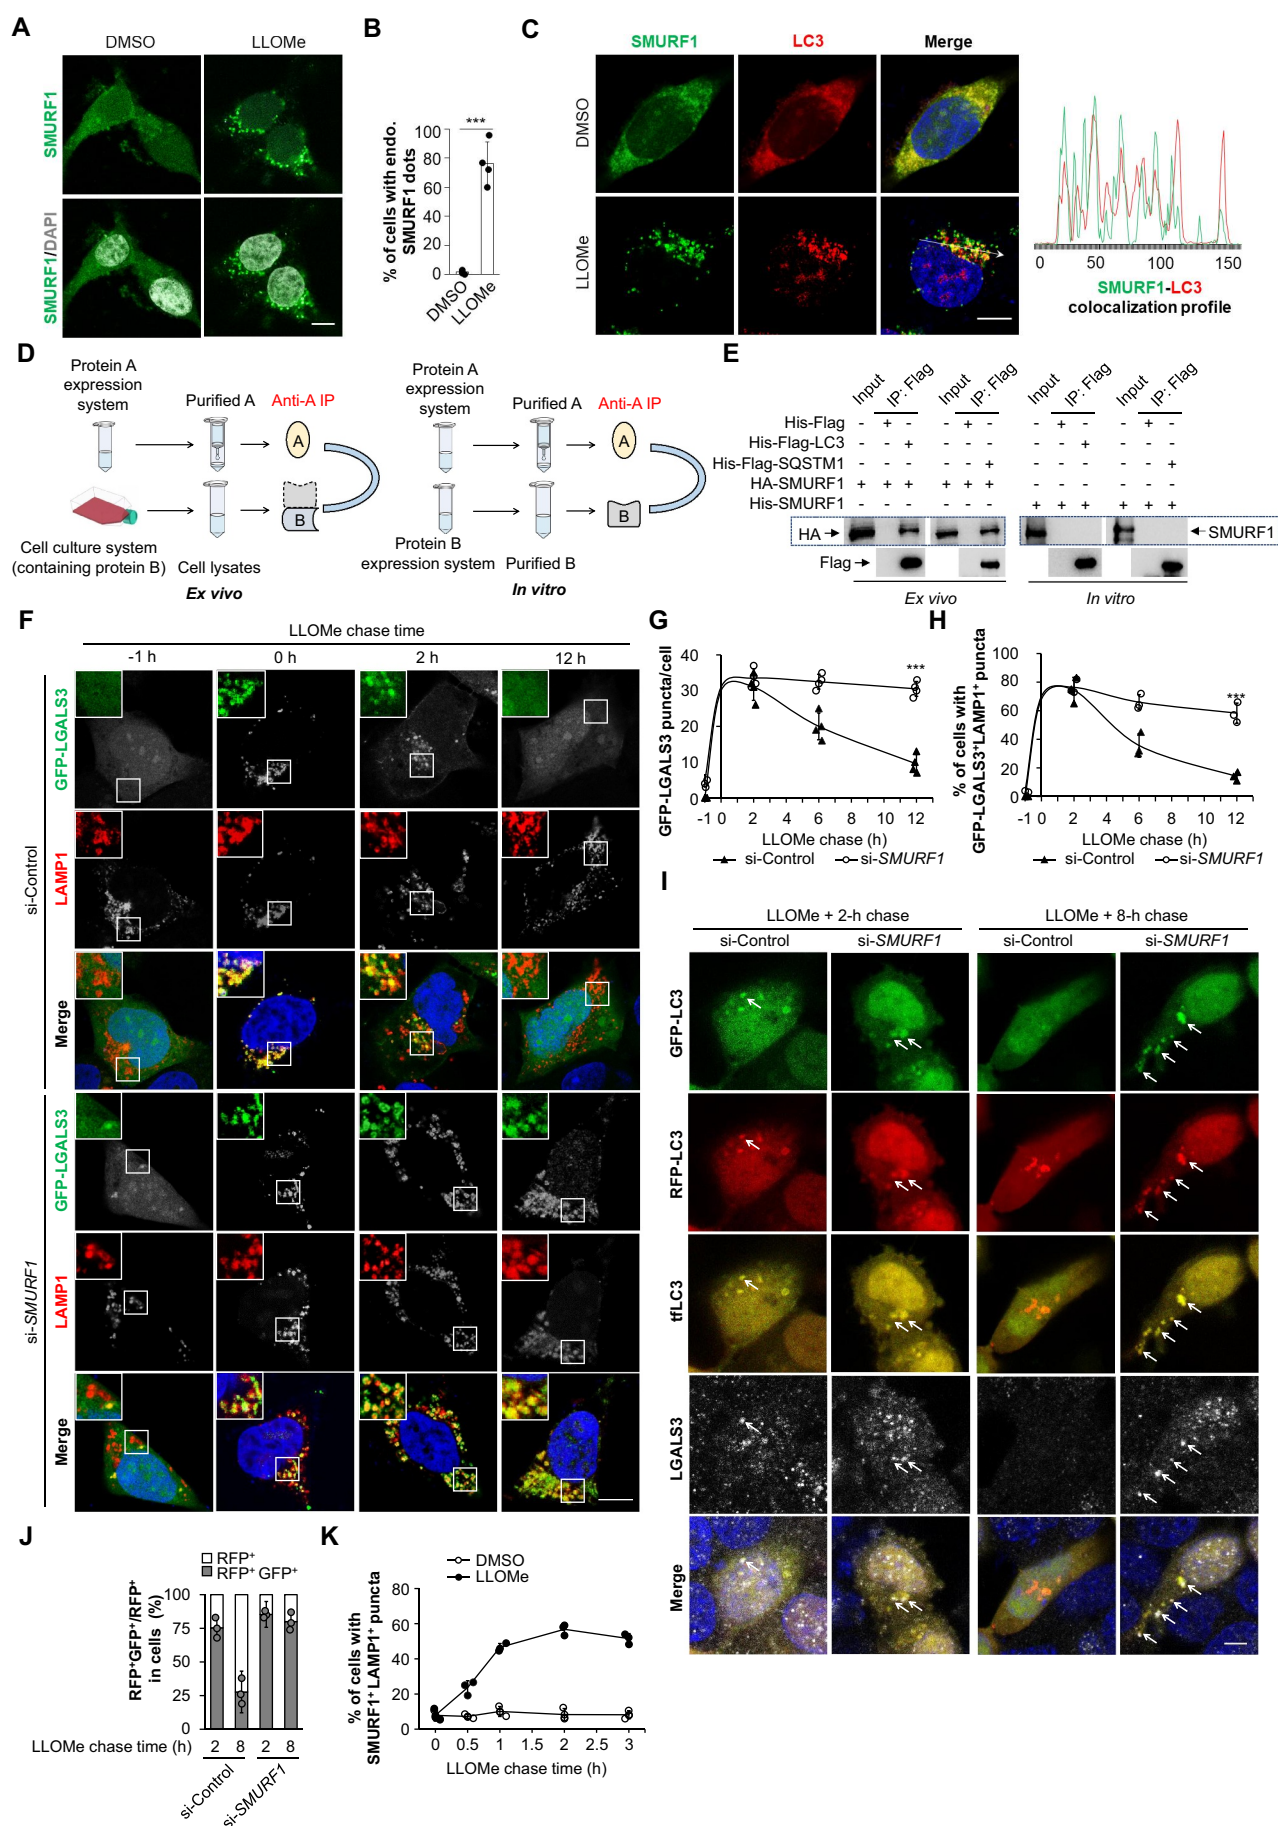 A
DMSO
LLOMe
SMURF1
SMURF1/DAPI
B
% of cells with endo.
SMURF1 dots
100
80
60
40
20
0
***
DMSO
LLOMe
C
SMURF1
LC3
Merge
DMSO
LLOMe
0
50
100
150
SMURF1-LC3
colocalization profile
D
Protein A
expression
system
Purified A
Anti-A IP
A
B
Cell culture system
(containing protein B)
Cell lysates
Ex vivo
Protein A
expression
system
Purified A
Anti-A IP
A
B
Protein B
expression system
Purified B
In vitro
E
Input
IP: Flag
Input
IP: Flag
Input
IP: Flag
Input
IP: Flag
His-Flag - + - - + - - + - - + -
His-Flag-LC3 - - + - - - - - + - - -
His-Flag-SQSTM1 - - - - - + - - - - - +
HA-SMURF1 + + + + + + - - - - - -
His-SMURF1 - - - - - - + + + + + +
HA
SMURF1
Flag
Ex vivo
In vitro
F
LLOMe chase time
-1 h
0 h
2 h
12 h
si-Control
GFP-LGALS3
LAMP1
Merge
si-SMURF1
GFP-LGALS3
LAMP1
Merge
G
GFP-LGALS3 puncta/cell
40
30
20
10
0
***
-1 0 2 4 6 8 10 12
LLOMe chase (h)
si-Control
si-SMURF1
H
% of cells with
GFP-LGALS3+LAMP1+ puncta
100
80
60
40
20
0
***
-1 0 2 4 6 8 10 12
LLOMe chase (h)
si-Control
si-SMURF1
I
LLOMe + 2-h chase
LLOMe + 8-h chase
si-Control
si-SMURF1
si-Control
si-SMURF1
GFP-LC3
RFP-LC3
tfLC3
LGALS3
Merge
J
RFP+
RFP+ GFP+
RFP+GFP+/RFP+
in cells (%)
100
75
50
25
0
LLOMe chase time (h) 2 8 2 8
si-Control
si-SMURF1
K
DMSO
LLOMe
% of cells with
SMURF1+ LAMP1+ puncta
80
60
40
20
0
0 0.5 1 1.5 2 2.5 3
LLOMe chase time (h)